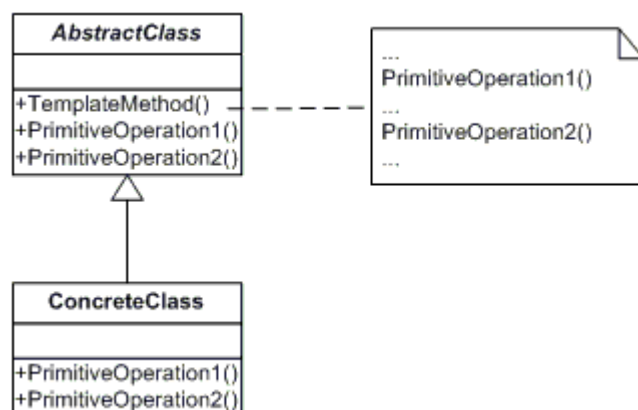 AbstractClass
+TemplateMethod()
+PrimitiveOperation1()
+PrimitiveOperation2()
...
PrimitiveOperation1()
...
PrimitiveOperation2()
...
ConcreteClass
+PrimitiveOperation1()
+PrimitiveOperation2()